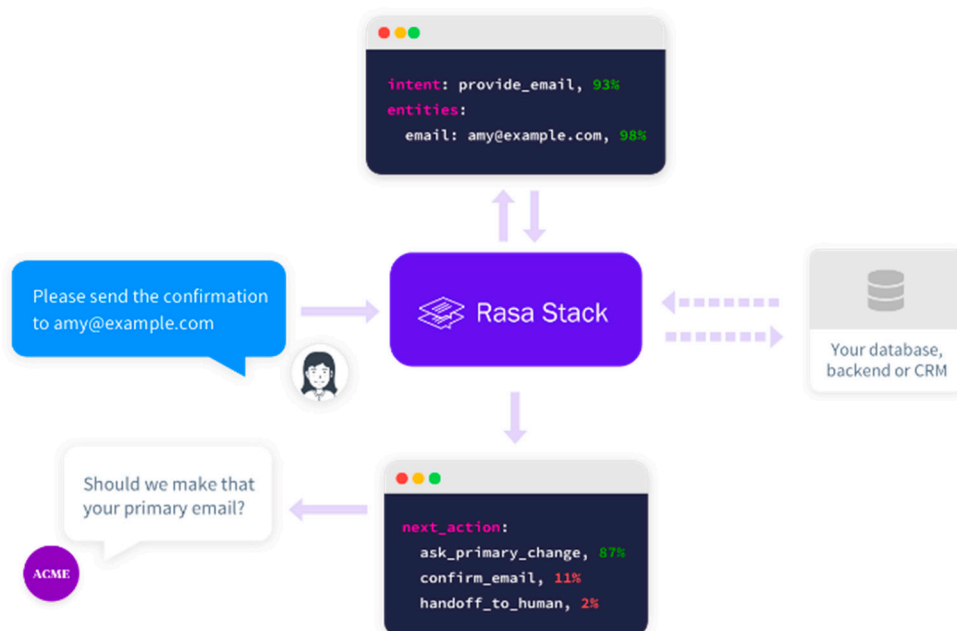 intent: provide_email, 93%
entities:
email: amy@example.com, 98%
Please send the confirmation
to amy@example.com
Rasa Stack
Your database,
backend or CRM
Should we make that
your primary email?
ACME
next_action:
ask_primary_change, 87%
confirm_email, 11%
handoff_to_human, 2%